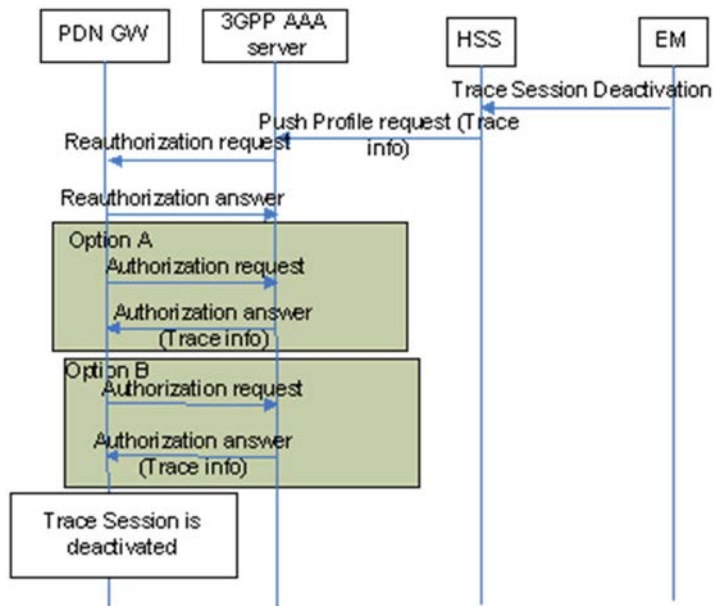 PDN GW
3GPP AAA
server
HSS
EM
Trace Session Deactivation
Push Profile request (Trace
info)
Reauthorization request
Reauthorization answer
Option A
Authorization request
Authorization answer
(Trace info)
Option B
Authorization request
Authorization answer
(Trace info)
Trace Session is
deactivated